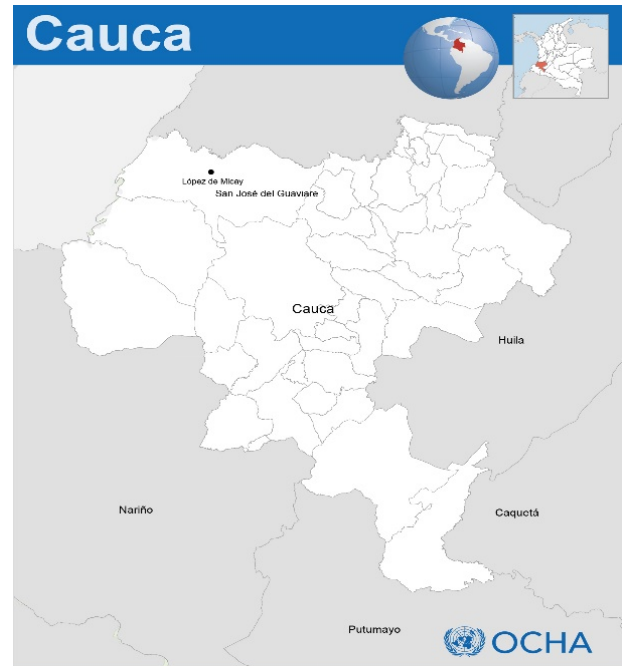 Cauca
López de Micay
San José del Guaviare
Cauca
Huila
Nariño
Caquetá
Putumayo
OCHA